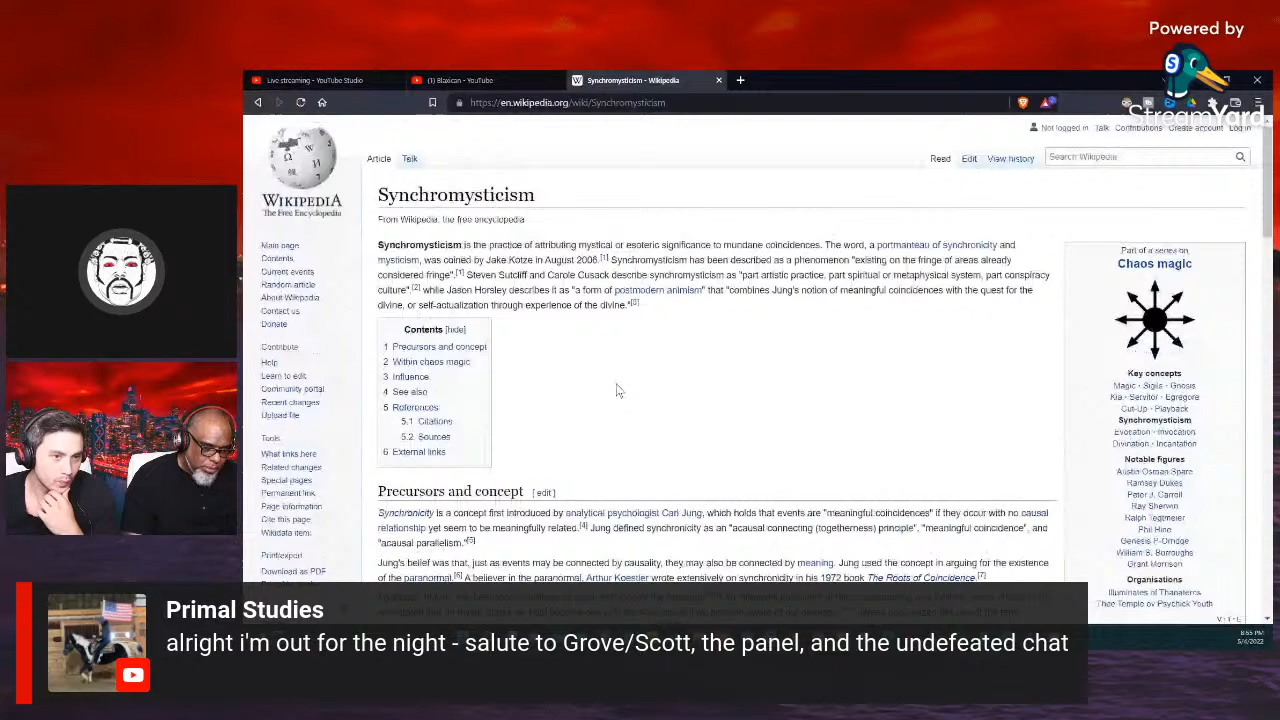 Powered by
StreamYard
Live streaming - YouTube Studio
(1) Blaxican - YouTube
Synchromysticism - Wikipedia
https://en.wikipedia.org/wiki/Synchromysticism
Not logged in Talk Contributions Create account Log in
Article Talk
Read Edit View history
Search Wikipedia
WIKIPEDIA
The Free Encyclopedia
Main page
Contents
Current events
Random article
About Wikipedia
Contact us
Donate
Contribute
Help
Learn to edit
Community portal
Recent changes
Upload file
Tools
What links here
Related changes
Special pages
Permanent link
Page information
Cite this page
Wikidata item
Print/export
Download as PDF
Synchromysticism
From Wikipedia, the free encyclopedia
Synchromysticism is the practice of attributing mystical or esoteric significance to mundane coincidences. The word, a portmanteau of synchronicity and
mysticism, was coined by Jake Kotze in August 2006.[1] Synchromysticism has been described as a phenomenon "existing on the fringe of areas already
considered fringe".[1] Steven Sutcliff and Carole Cusack describe synchromysticism as "part artistic practice, part spiritual or metaphysical system, part conspiracy
culture",[2] while Jason Horsley describes it as "a form of postmodern animism" that "combines Jung's notion of meaningful coincidences with the quest for the
divine, or self-actualization through experience of the divine."[3]
Contents [hide]
1 Precursors and concept
2 Within chaos magic
3 Influence
4 See also
5 References
5.1 Citations
5.2 Sources
6 External links
Precursors and concept [ edit ]
Synchronicity is a concept first introduced by analytical psychologist Carl Jung, which holds that events are "meaningful coincidences" if they occur with no causal
relationship yet seem to be meaningfully related.[4] Jung defined synchronicity as an "acausal connecting (togetherness) principle", "meaningful coincidence", and
"acausal parallelism."[5]
Jung's belief was that, just as events may be connected by causality, they may also be connected by meaning. Jung used the concept in arguing for the existence
of the paranormal.[6] A believer in the paranormal, Arthur Koestler wrote extensively on synchronicity in his 1972 book The Roots of Coincidence.[7]
Part of a series on
Chaos magic
Key concepts
Magic · Sigils · Gnosis
Kia · Servitor · Egregore
Cut-Up · Playback
Synchromysticism
Evocation · Invocation
Divination · Incantation
Notable figures
Austin Osman Spare
Ramsey Dukes
Peter J. Carroll
Ray Sherwin
Ralph Tegtmeier
Phil Hine
Genesis P-Orridge
William S. Burroughs
Grant Morrison
Organisations
Illuminates of Thanateros
Thee Temple ov Psychick Youth
V · T · E
8:55 PM
5/4/2022
Primal Studies
alright i'm out for the night - salute to Grove/Scott, the panel, and the undefeated chat